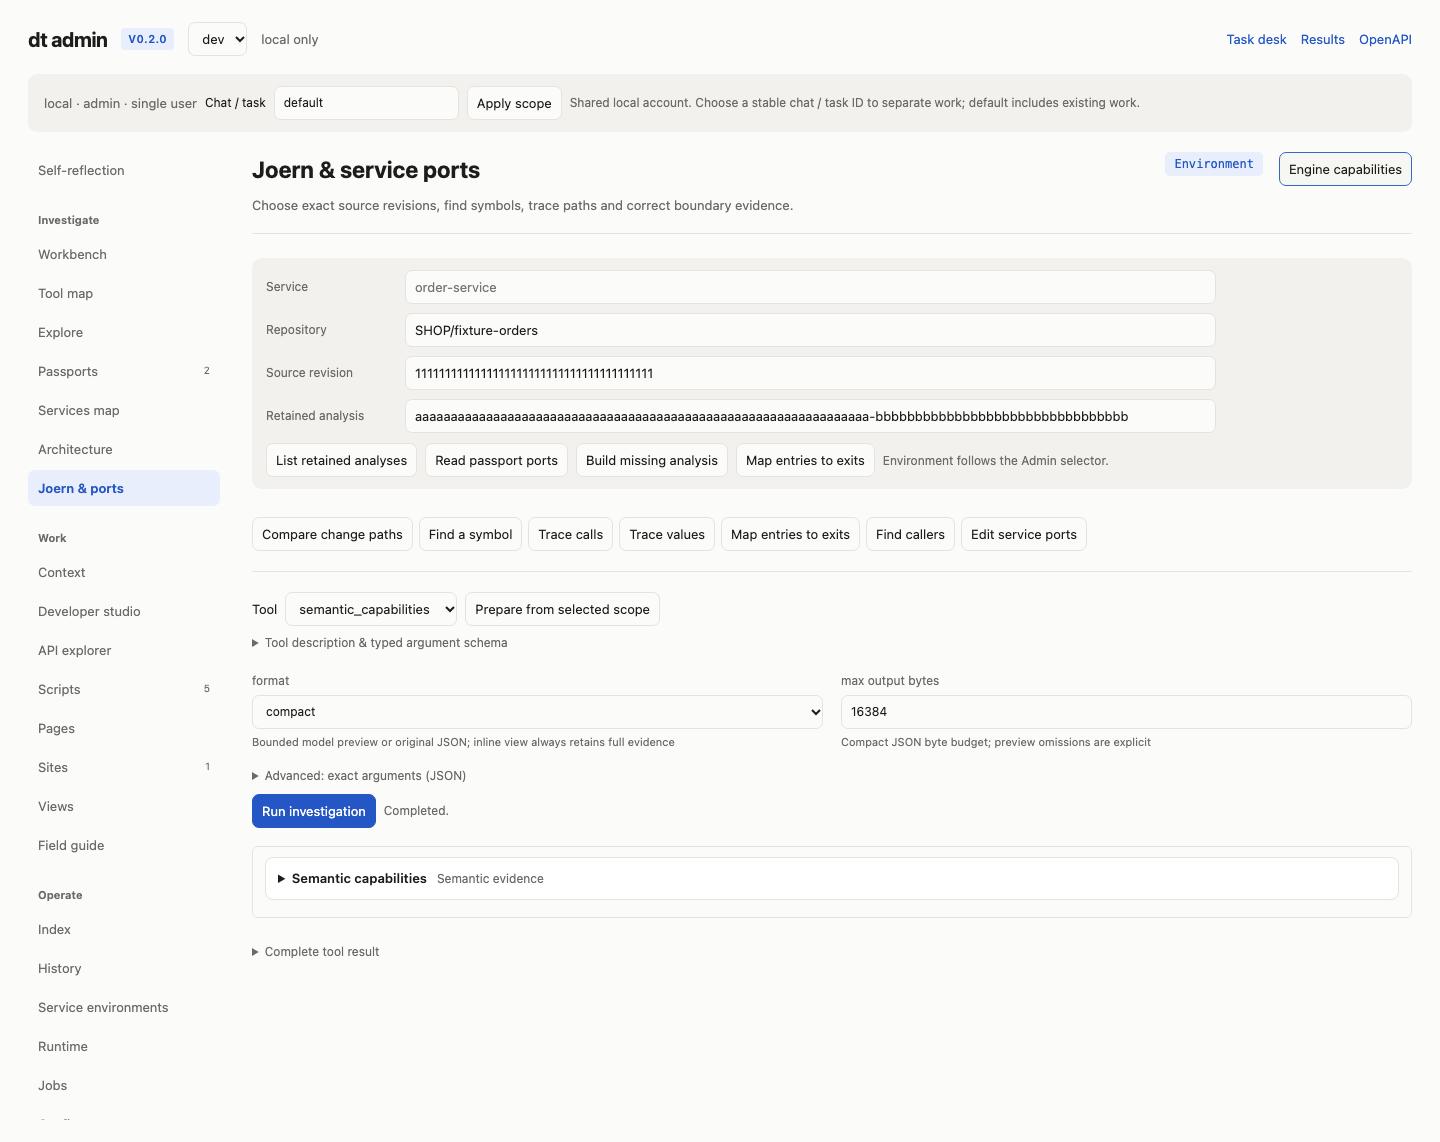 dt admin V0.2.0 dev local only Task desk Results OpenAPI
local · admin · single user Chat / task default Apply scope Shared local account. Choose a stable chat / task ID to separate work; default includes existing work.
Self-reflection
Investigate
Workbench
Tool map
Explore
Passports 2
Services map
Architecture
Joern & ports
Work
Context
Developer studio
API explorer
Scripts 5
Pages
Sites 1
Views
Field guide
Operate
Index
History
Service environments
Runtime
Jobs
Joern & service ports Environment Engine capabilities
Choose exact source revisions, find symbols, trace paths and correct boundary evidence.
Service order-service
Repository SHOP/fixture-orders
Source revision 1111111111111111111111111111111111111111
Retained analysis aaaaaaaaaaaaaaaaaaaaaaaaaaaaaaaaaaaaaaaaaaaaaaaaaaaaaaaaaaaaaaaa-bbbbbbbbbbbbbbbbbbbbbbbbbbbbbbbb
List retained analyses Read passport ports Build missing analysis Map entries to exits Environment follows the Admin selector.
Compare change paths Find a symbol Trace calls Trace values Map entries to exits Find callers Edit service ports
Tool semantic_capabilities Prepare from selected scope
Tool description & typed argument schema
format max output bytes
compact 16384
Bounded model preview or original JSON; inline view always retains full evidence Compact JSON byte budget; preview omissions are explicit
Advanced: exact arguments (JSON)
Run investigation Completed.
Semantic capabilities Semantic evidence
Complete tool result